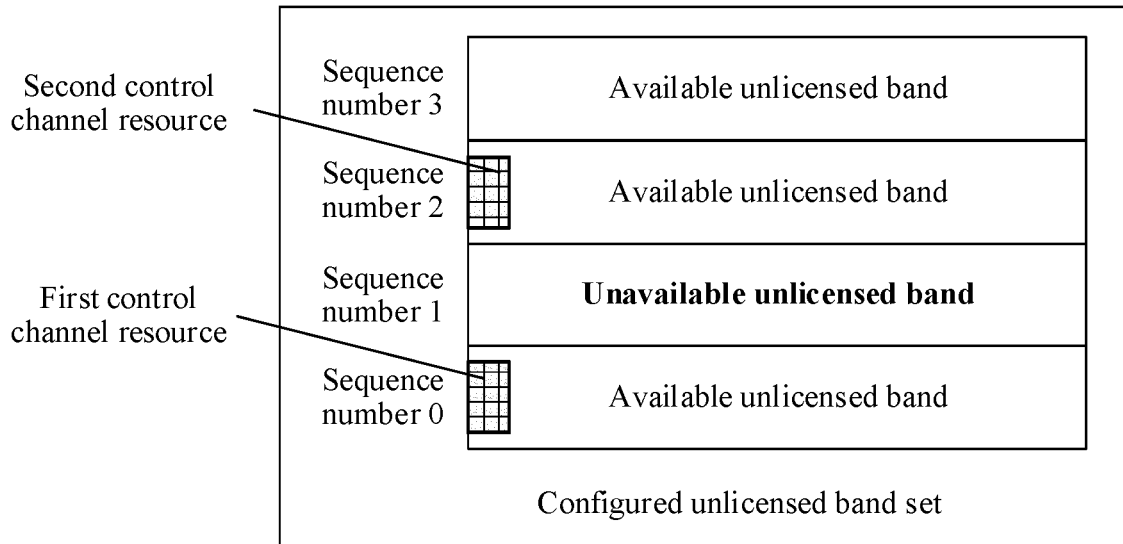 Second control
channel resource
First control
channel resource
Sequence
number 3
Available unlicensed band
Sequence
number 2
Available unlicensed band
Sequence
number 1
Unavailable unlicensed band
Sequence
number 0
Available unlicensed band
Configured unlicensed band set